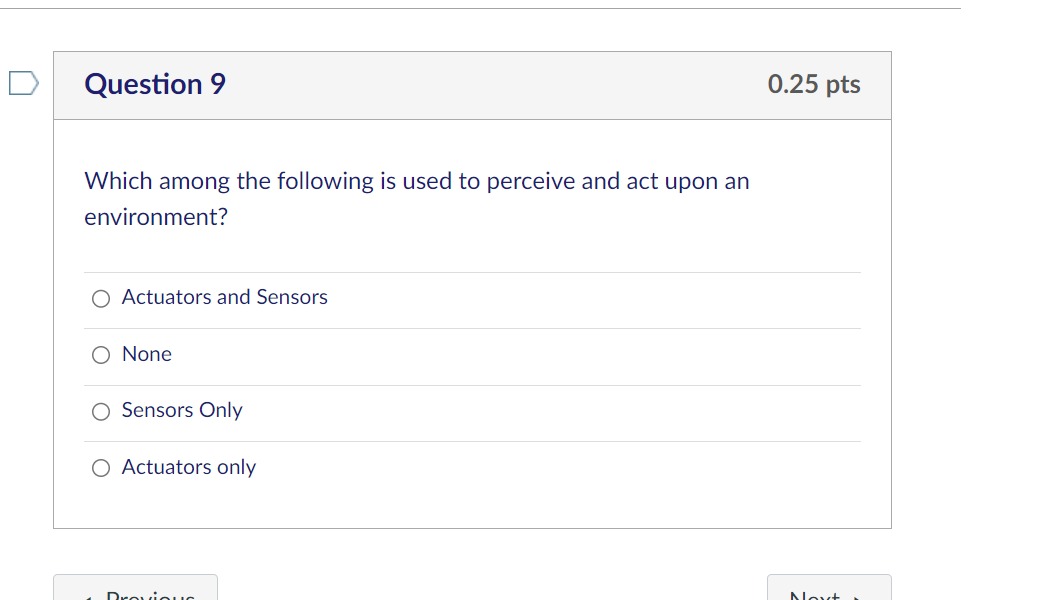 Question 9
0.25 pts
Which among the following is used to perceive and act upon an
environment?
Actuators and Sensors
None
Sensors Only
Actuators only
Previous
Next